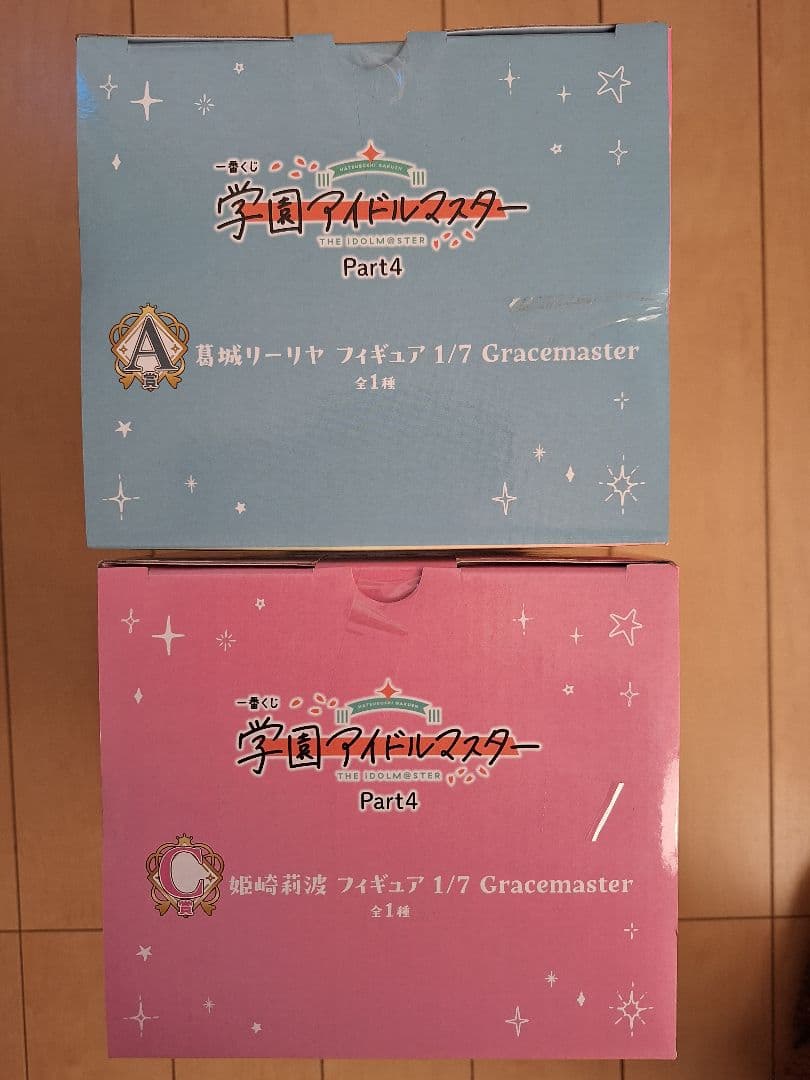 一番くじ
HATSUBOSHI GAKUEN
学園アイドルマスター
THE IDOLM@STER
Part4
A賞
葛城リーリヤ フィギュア 1/7 Gracemaster
全1種
一番くじ
HATSUBOSHI GAKUEN
学園アイドルマスター
THE IDOLM@STER
Part4
C賞
姫崎莉波 フィギュア 1/7 Gracemaster
全1種